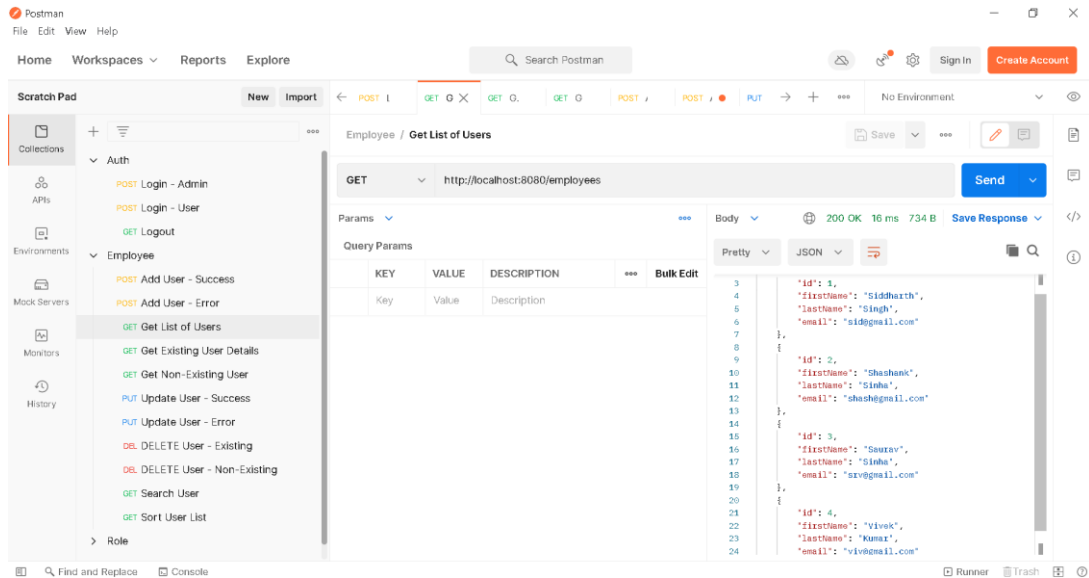 Postman
File Edit View Help
Home Workspaces Reports Explore
Search Postman
Sign In
Create Account
Scratch Pad
New
Import
POST
GET G
GET G.
GET G
POST
POST
PUT
No Environment
Collections
APIs
Environments
Mock Servers
Monitors
History
Auth
POST Login - Admin
POST Login - User
GET Logout
Employee
POST Add User - Success
POST Add User - Error
GET Get List of Users
GET Get Existing User Details
GET Get Non-Existing User
PUT Update User - Success
PUT Update User - Error
DEL DELETE User - Existing
DEL DELETE User - Non-Existing
GET Search User
GET Sort User List
Role
Employee / Get List of Users
Save
GET
http://localhost:8080/employees
Send
Params
Query Params
KEY VALUE DESCRIPTION Bulk Edit
Key Value Description
Body 200 OK 16 ms 734 B Save Response
Pretty JSON
3 "id": 1,
4 "firstName": "Siddharth",
5 "lastName": "Singh",
6 "email": "sid@gmail.com"
7 },
8 {
9 "id": 2,
10 "firstName": "Shashank",
11 "lastName": "Sinha",
12 "email": "shash@gmail.com"
13 },
14 {
15 "id": 3,
16 "firstName": "Saurav",
17 "lastName": "Sinha",
18 "email": "srv@gmail.com"
19 },
20 {
21 "id": 4,
22 "firstName": "Vivek",
23 "lastName": "Kumar",
24 "email": "viv@gmail.com"
Find and Replace Console
Runner Trash